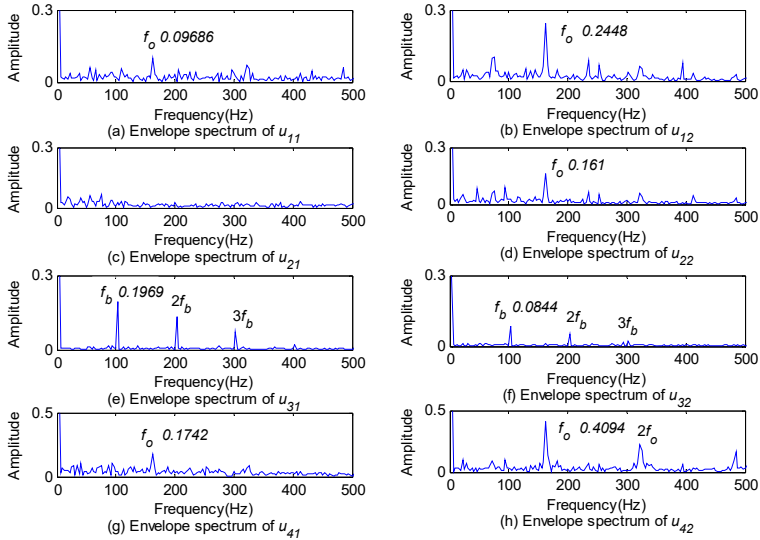 0.3
Amplitude
0
f_o 0.09686
0 100 200 300 400 500
Frequency(Hz)
(a) Envelope spectrum of u_11
0.3
Amplitude
0
f_o 0.2448
0 100 200 300 400 500
Frequency(Hz)
(b) Envelope spectrum of u_12
0.3
Amplitude
0
0 100 200 300 400 500
Frequency(Hz)
(c) Envelope spectrum of u_21
0.3
Amplitude
0
f_o 0.161
0 100 200 300 400 500
Frequency(Hz)
(d) Envelope spectrum of u_22
0.3
Amplitude
0
f_b 0.1969
2f_b
3f_b
0 100 200 300 400 500
Frequency(Hz)
(e) Envelope spectrum of u_31
0.3
Amplitude
0
f_b 0.0844
2f_b
3f_b
0 100 200 300 400 500
Frequency(Hz)
(f) Envelope spectrum of u_32
0.5
Amplitude
0
f_o 0.1742
0 100 200 300 400 500
Frequency(Hz)
(g) Envelope spectrum of u_41
0.5
Amplitude
0
f_o 0.4094
2f_o
0 100 200 300 400 500
Frequency(Hz)
(h) Envelope spectrum of u_42